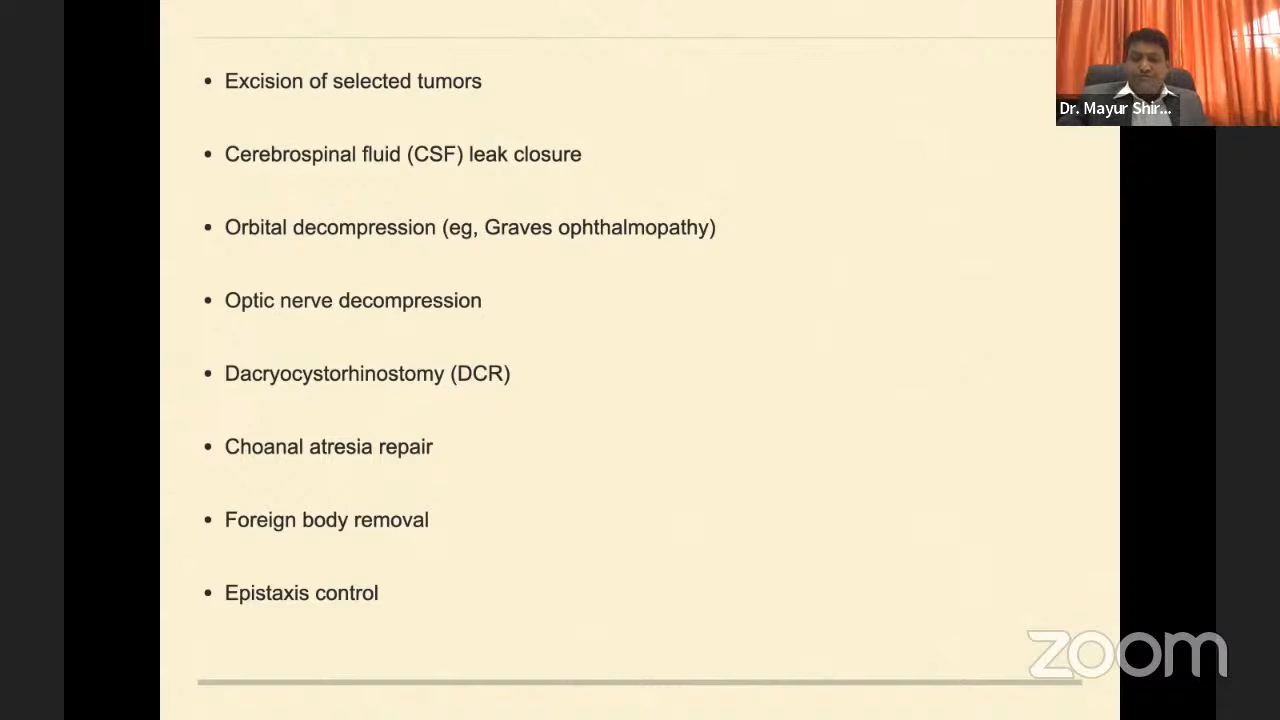 • Excision of selected tumors
Dr. Mayur Shir...
• Cerebrospinal fluid (CSF) leak closure
• Orbital decompression (eg, Graves ophthalmopathy)
• Optic nerve decompression
• Dacryocystorhinostomy (DCR)
• Choanal atresia repair
• Foreign body removal
• Epistaxis control
zoom